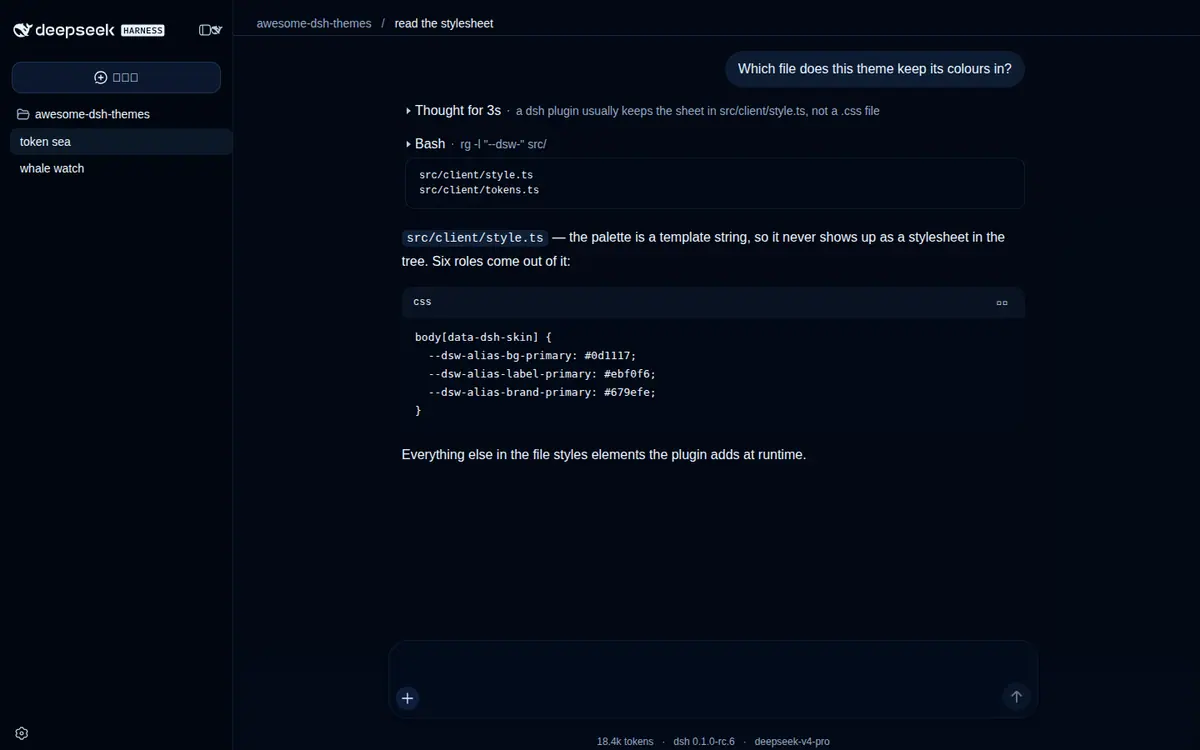 deepseek HARNESS
awesome-dsh-themes
token sea
whale watch
awesome-dsh-themes / read the stylesheet
Which file does this theme keep its colours in?
Thought for 3s · a dsh plugin usually keeps the sheet in src/client/style.ts, not a .css file
Bash · rg -l "--dsw-" src/
src/client/style.ts
src/client/tokens.ts
src/client/style.ts — the palette is a template string, so it never shows up as a stylesheet in the
tree. Six roles come out of it:
css
body[data-dsh-skin] {
--dsw-alias-bg-primary: #0d1117;
--dsw-alias-label-primary: #ebf0f6;
--dsw-alias-brand-primary: #679efe;
}
Everything else in the file styles elements the plugin adds at runtime.
18.4k tokens · dsh 0.1.0-rc.6 · deepseek-v4-pro